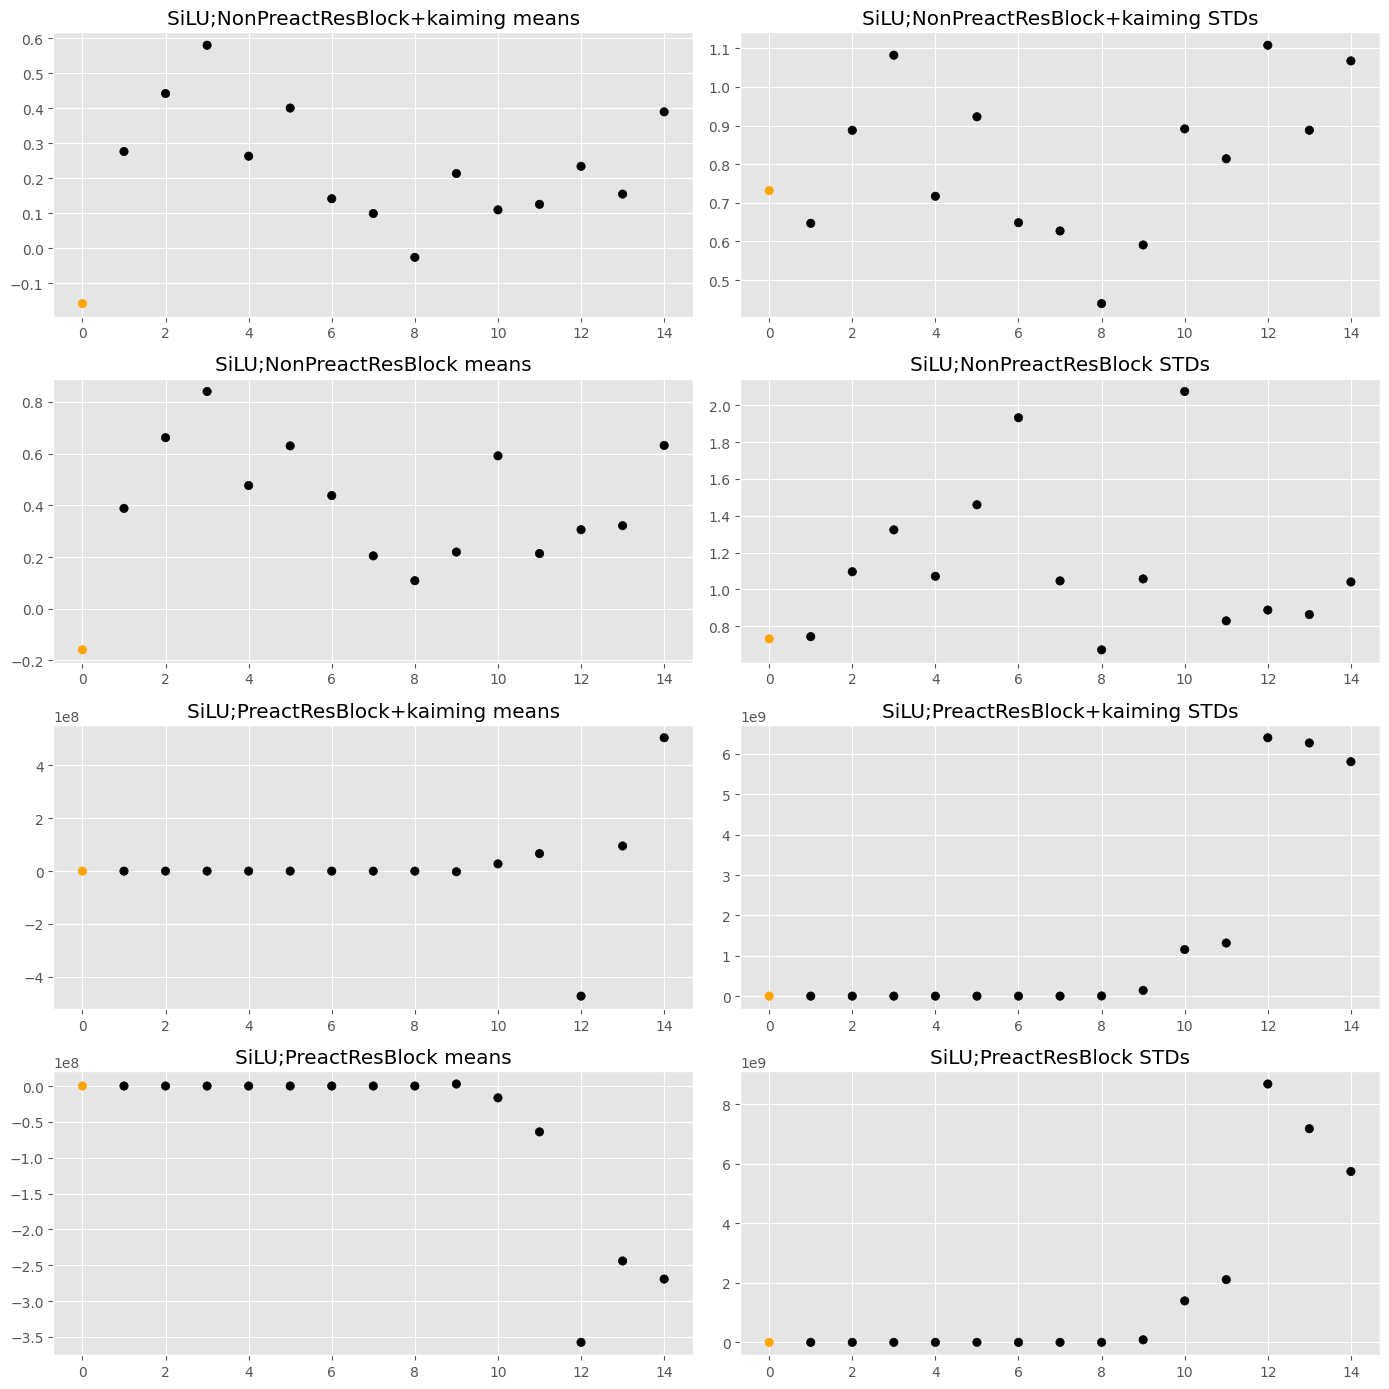 SiLU;NonPreactResBlock+kaiming means
0.6
0.5
0.4
0.3
0.2
0.1
0.0
−0.1
0 2 4 6 8 10 12 14
SiLU;NonPreactResBlock+kaiming STDs
1.1
1.0
0.9
0.8
0.7
0.6
0.5
0 2 4 6 8 10 12 14
SiLU;NonPreactResBlock means
0.8
0.6
0.4
0.2
0.0
−0.2
0 2 4 6 8 10 12 14
SiLU;NonPreactResBlock STDs
2.0
1.8
1.6
1.4
1.2
1.0
0.8
0 2 4 6 8 10 12 14
SiLU;PreactResBlock+kaiming means
1e8
4
2
0
−2
−4
0 2 4 6 8 10 12 14
SiLU;PreactResBlock+kaiming STDs
1e9
6
5
4
3
2
1
0
0 2 4 6 8 10 12 14
SiLU;PreactResBlock means
1e8
0.0
−0.5
−1.0
−1.5
−2.0
−2.5
−3.0
−3.5
0 2 4 6 8 10 12 14
SiLU;PreactResBlock STDs
1e9
8
6
4
2
0
0 2 4 6 8 10 12 14